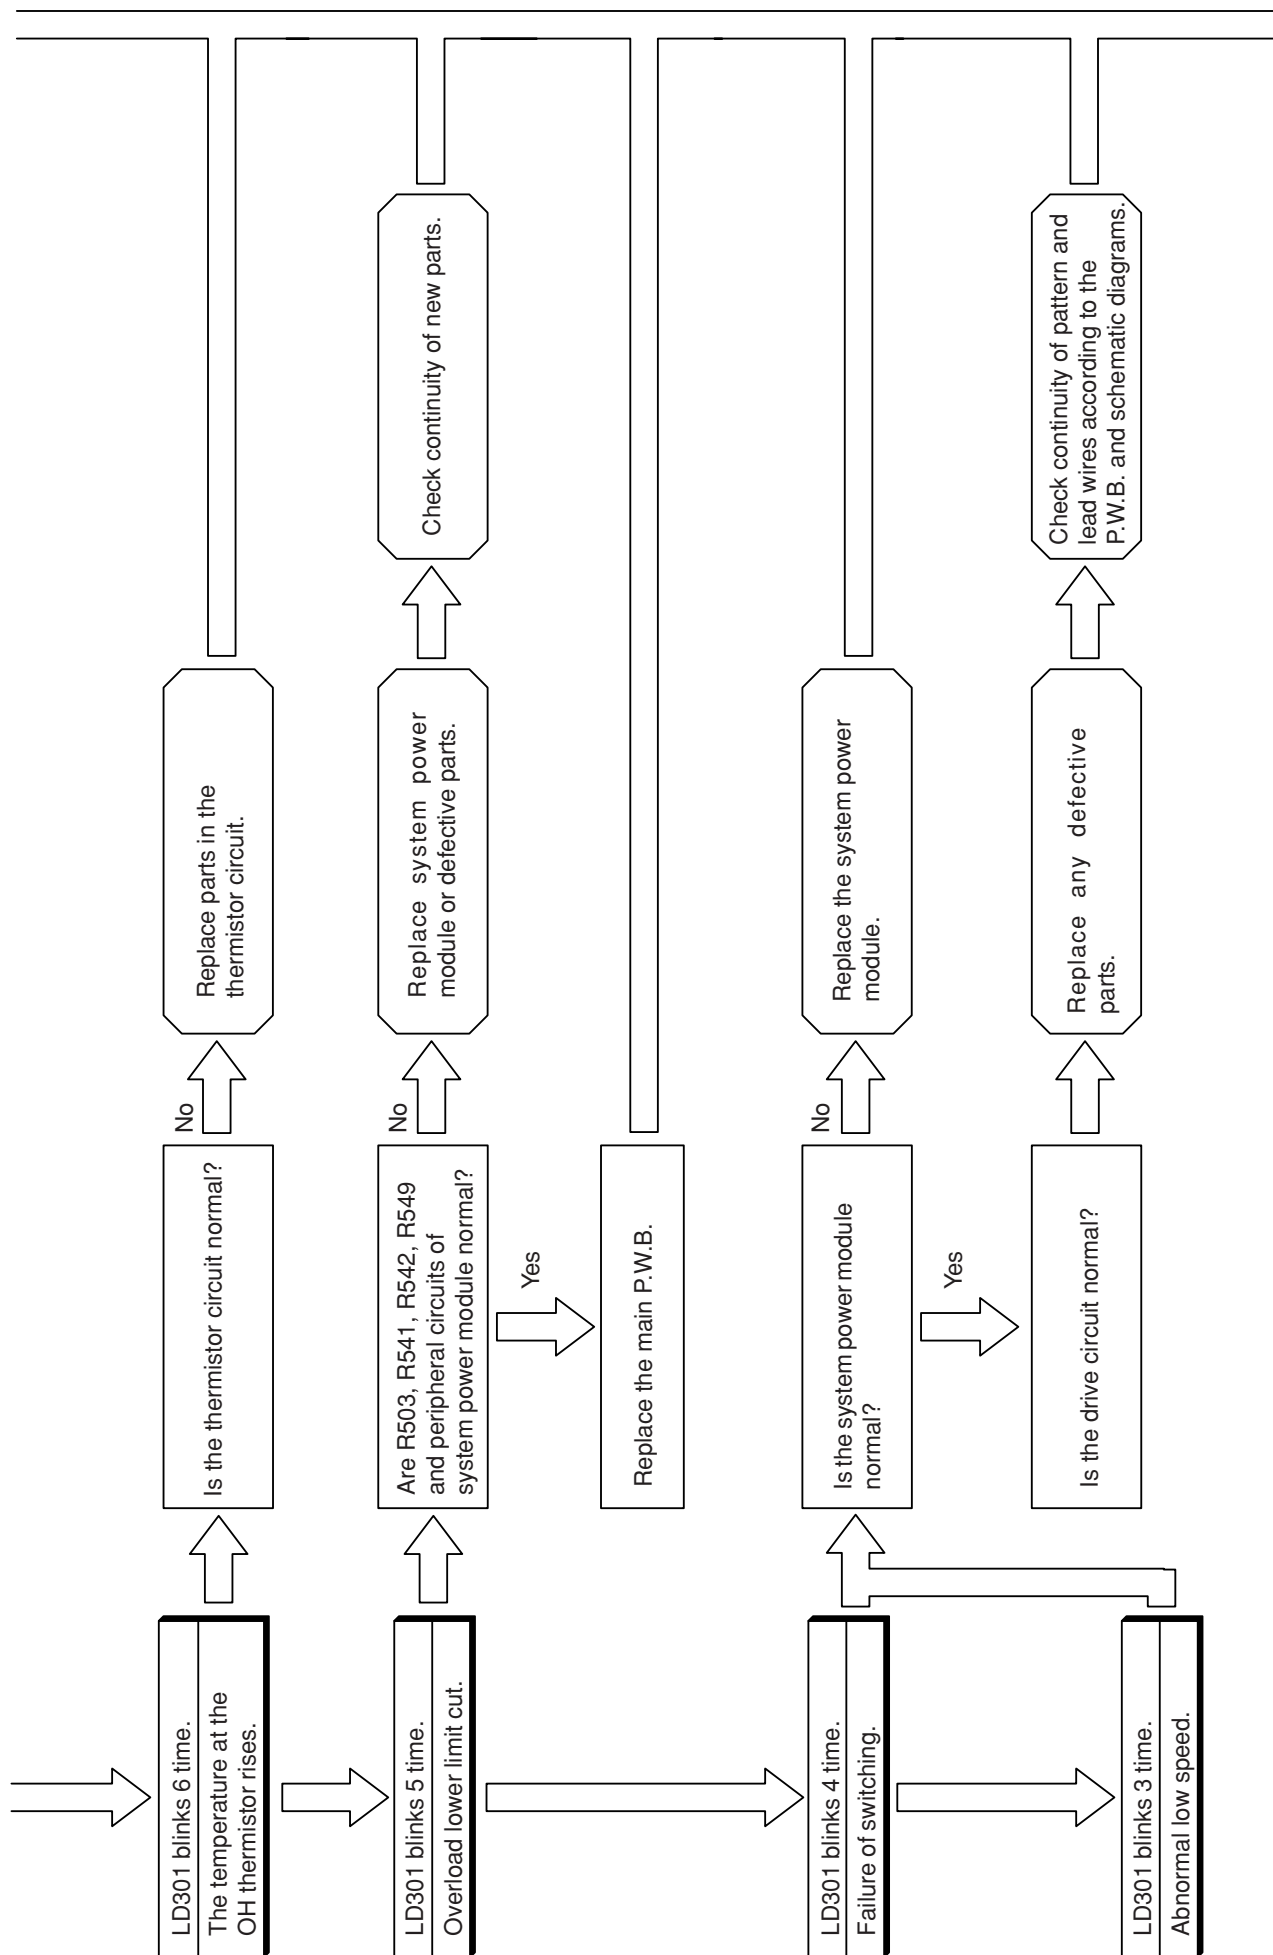 LD301 blinks 6 time.
The temperature at the
OH thermistor rises.
Is the thermistor circuit normal?
No
Replace parts in the
thermistor circuit.
LD301 blinks 5 time.
Overload lower limit cut.
Are R503, R541, R542, R549
and peripheral circuits of
system power module normal?
No
Replace system power
module or defective parts.
Check continuity of new parts.
Yes
Replace the main P.W.B.
LD301 blinks 4 time.
Failure of switching.
Is the system power module
normal?
No
Replace the system power
module.
Yes
LD301 blinks 3 time.
Abnormal low speed.
Is the drive circuit normal?
Replace any defective
parts.
Check continuity of pattern and
lead wires according to the
P.W.B. and schematic diagrams.